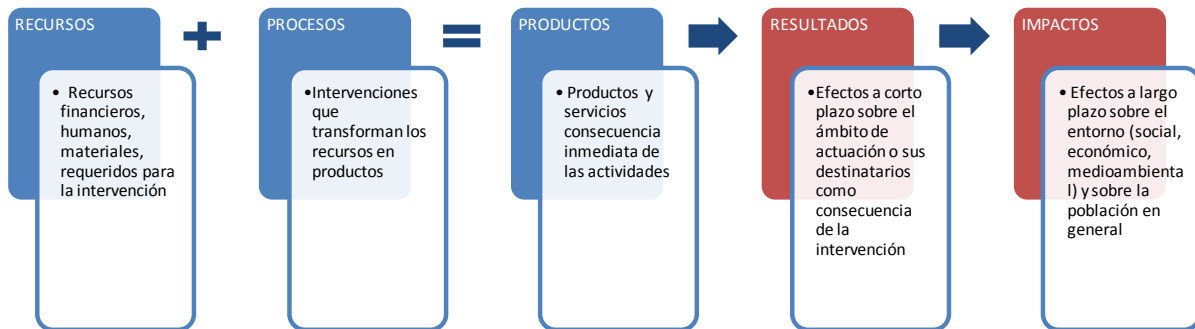 RECURSOS
• Recursos
financieros,
humanos,
materiales,
requeridos para
la intervención
PROCESOS
•Intervenciones
que
transforman los
recursos en
productos
PRODUCTOS
• Productos y
servicios
consecuencia
inmediata de
las actividades
RESULTADOS
•Efectos a corto
plazo sobre el
ámbito de
actuación o sus
destinatarios
como
consecuencia
de la
intervención
IMPACTOS
• Efectos a largo
plazo sobre el
entorno (social,
económico,
medioambienta
l) y sobre la
población en
general